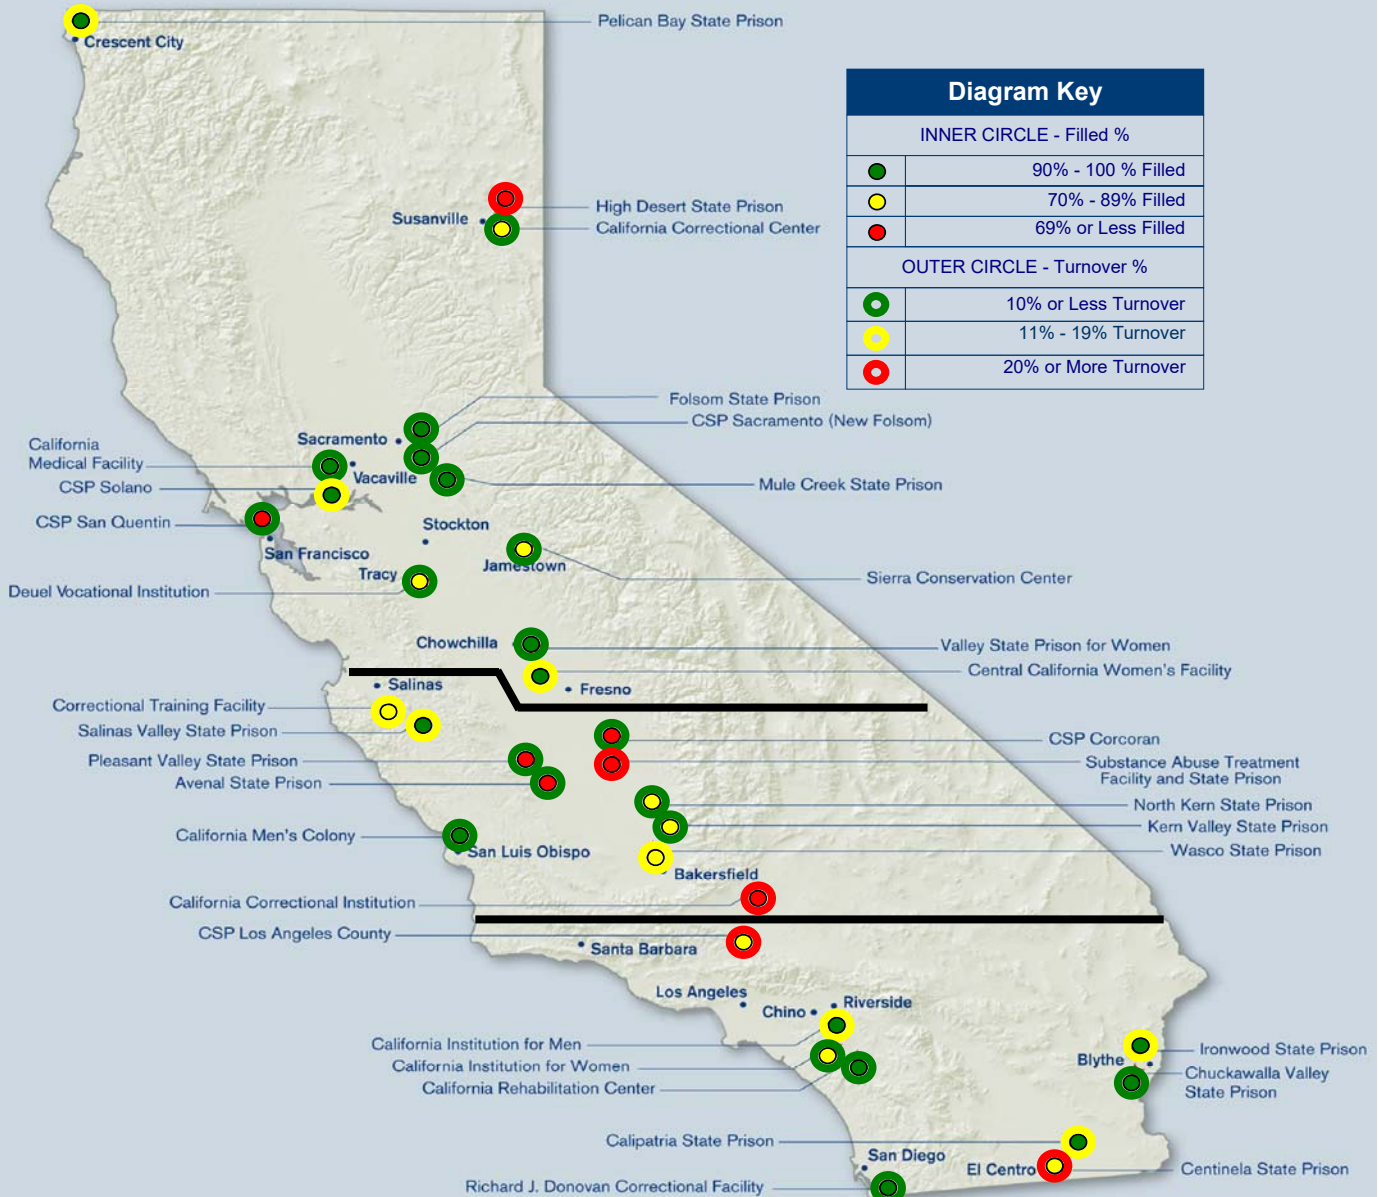 Pelican Bay State Prison
Crescent City
Diagram Key
INNER CIRCLE - Filled %
90% - 100 % Filled
70% - 89% Filled
69% or Less Filled
OUTER CIRCLE - Turnover %
10% or Less Turnover
11% - 19% Turnover
20% or More Turnover
High Desert State Prison
Susanville
California Correctional Center
Folsom State Prison
CSP Sacramento (New Folsom)
Sacramento
California
Medical Facility
Vacaville
Mule Creek State Prison
CSP Solano
CSP San Quentin
Stockton
San Francisco
Jamestown
Tracy
Sierra Conservation Center
Deuel Vocational Institution
Chowchilla
Valley State Prison for Women
Central California Women's Facility
Salinas
Fresno
Correctional Training Facility
Salinas Valley State Prison
CSP Corcoran
Pleasant Valley State Prison
Substance Abuse Treatment
Facility and State Prison
Avenal State Prison
North Kern State Prison
Kern Valley State Prison
California Men's Colony
San Luis Obispo
Wasco State Prison
Bakersfield
California Correctional Institution
CSP Los Angeles County
Santa Barbara
Los Angeles
Riverside
Chino
California Institution for Men
Ironwood State Prison
Blythe
California Institution for Women
Chuckawalla Valley
State Prison
California Rehabilitation Center
Calipatria State Prison
San Diego
El Centro
Centinela State Prison
Richard J. Donovan Correctional Facility